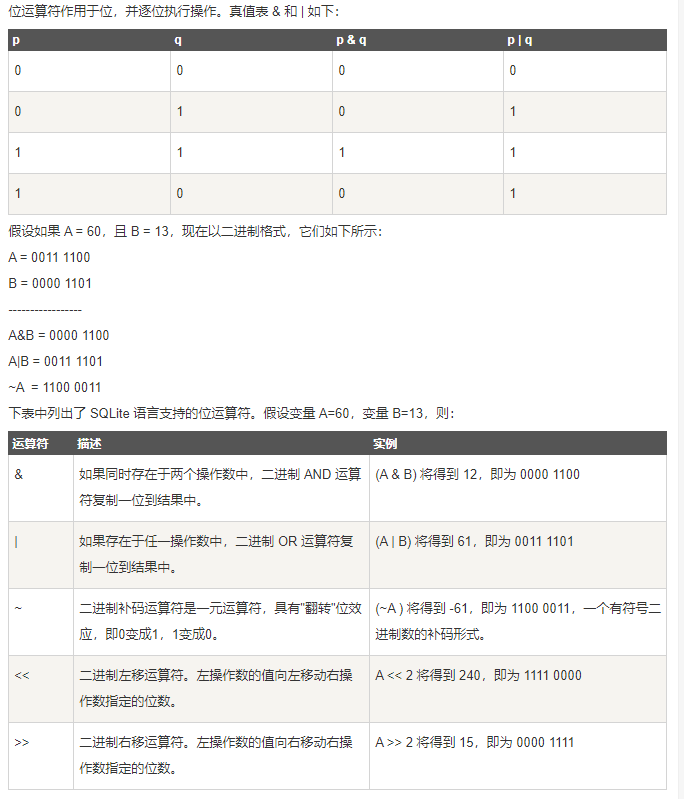 位运算符作用于位，并逐位执行操作。真值表 & 和 | 如下：
p q p & q p | q
0 0 0 0
0 1 0 1
1 1 1 1
1 0 0 1
假设如果 A = 60，且 B = 13，现在以二进制格式，它们如下所示：
A = 0011 1100
B = 0000 1101
-----------------
A&B = 0000 1100
A|B = 0011 1101
~A  = 1100 0011
下表中列出了 SQLite 语言支持的位运算符。假设变量 A=60，变量 B=13，则：
运算符 描述 实例
& 如果同时存在于两个操作数中，二进制 AND 运算 (A & B) 将得到 12，即为 0000 1100
符复制一位到结果中。
| 如果存在于任一操作数中，二进制 OR 运算符复 (A | B) 将得到 61，即为 0011 1101
制一位到结果中。
~ 二进制补码运算符是一元运算符，具有"翻转"位效 (~A ) 将得到 -61，即为 1100 0011，一个有符号二
应，即0变成1，1变成0。 进制数的补码形式。
<< 二进制左移运算符。左操作数的值向左移动右操 A << 2 将得到 240，即为 1111 0000
作数指定的位数。
>> 二进制右移运算符。左操作数的值向右移动右操 A >> 2 将得到 15，即为 0000 1111
作数指定的位数。